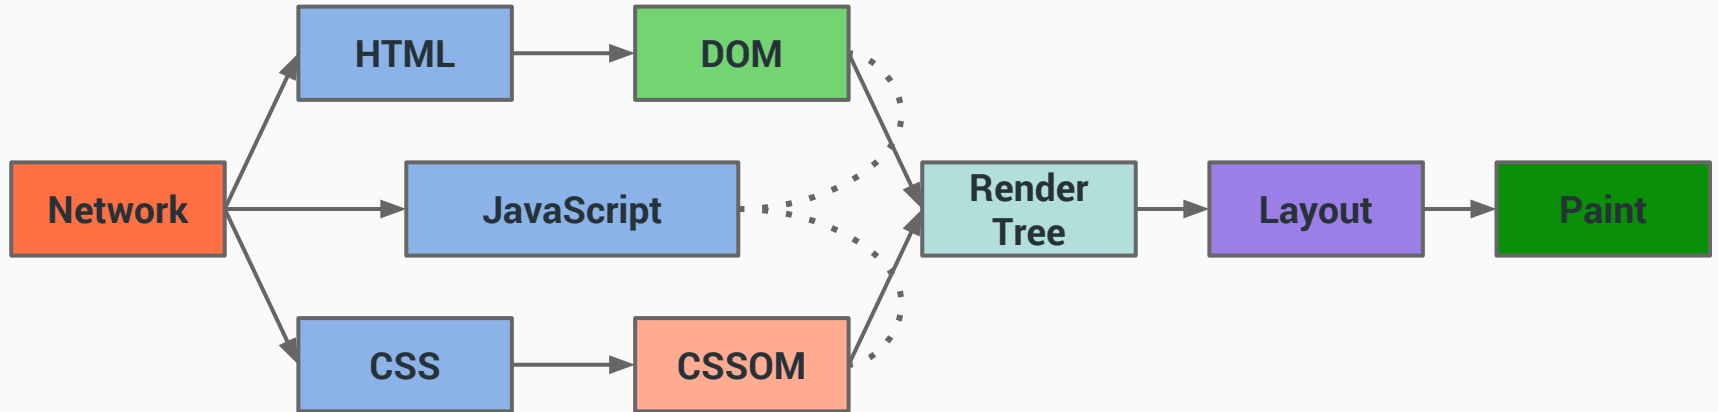 HTML
DOM
Network
JavaScript
Render
Tree
Layout
Paint
CSS
CSSOM